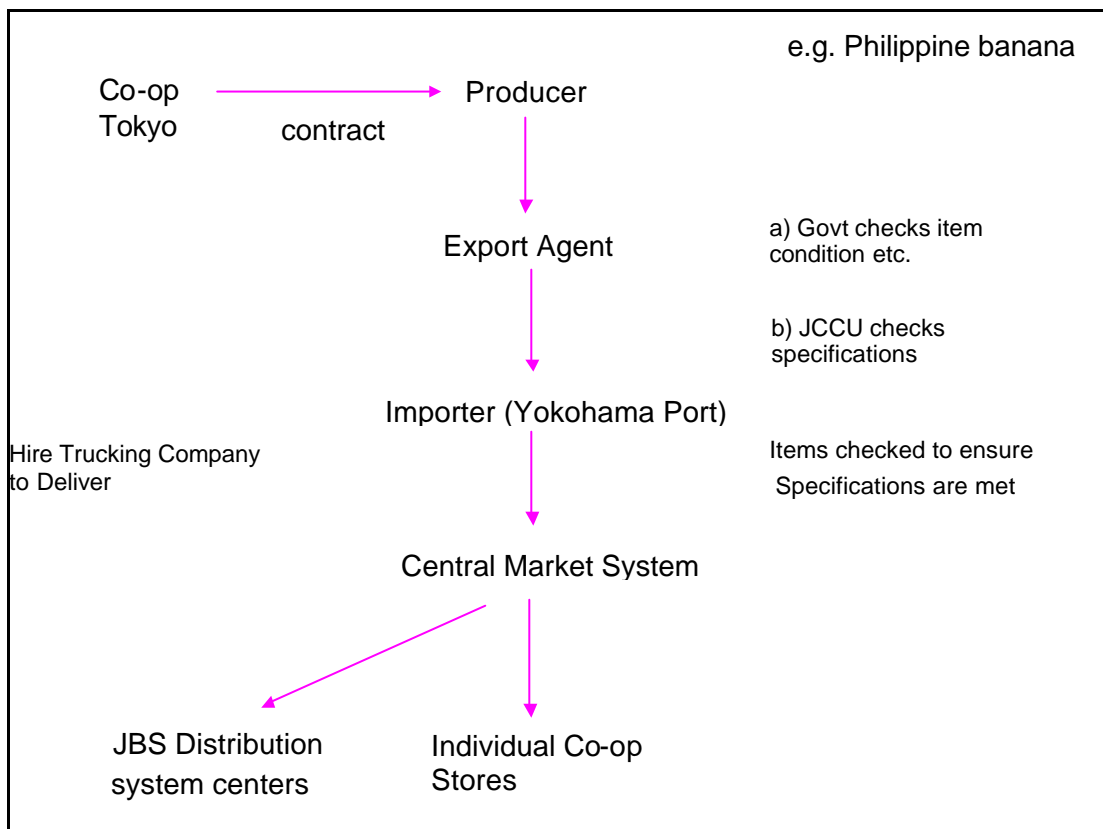 e.g. Philippine banana
Co-op
Tokyo
contract
Producer
Export Agent
a) Govt checks item
condition etc.
b) JCCU checks
specifications
Importer (Yokohama Port)
Hire Trucking Company
to Deliver
Items checked to ensure
Specifications are met
Central Market System
JBS Distribution
system centers
Individual Co-op
Stores